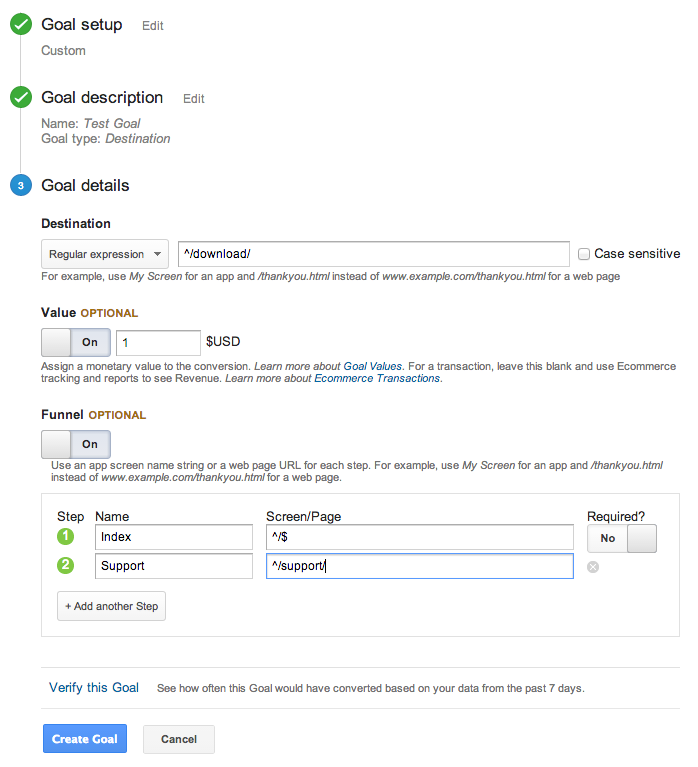 Goal setup Edit
Custom
Goal description Edit
Name: Test Goal
Goal type: Destination
3 Goal details
Destination
Regular expression ^/download/ Case sensitive
For example, use My Screen for an app and /thankyou.html instead of www.example.com/thankyou.html for a web page
Value OPTIONAL
On 1 $USD
Assign a monetary value to the conversion. Learn more about Goal Values. For a transaction, leave this blank and use Ecommerce
tracking and reports to see Revenue. Learn more about Ecommerce Transactions.
Funnel OPTIONAL
On
Use an app screen name string or a web page URL for each step. For example, use My Screen for an app and /thankyou.html
instead of www.example.com/thankyou.html for a web page.
Step Name Screen/Page Required?
1 Index ^/$ No
2 Support ^/support/
+ Add another Step
Verify this Goal See how often this Goal would have converted based on your data from the past 7 days.
Create Goal Cancel